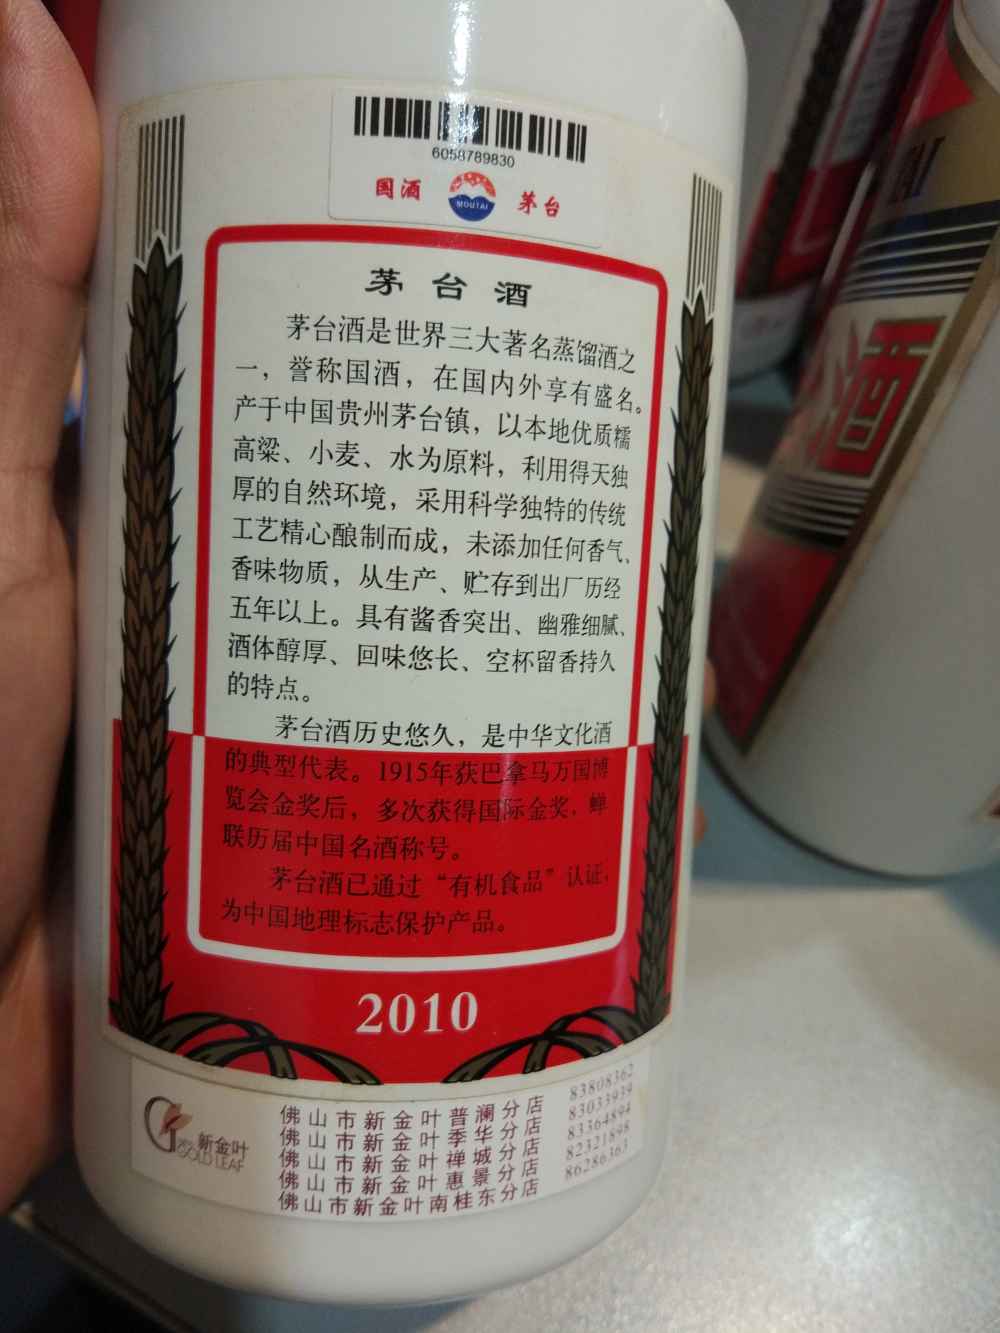 6058789830
国酒 MOUTAI 茅台
茅台酒
茅台酒是世界三大著名蒸馏酒之
一，誉称国酒，在国内外享有盛名。
产于中国贵州茅台镇，以本地优质糯
高粱、小麦、水为原料，利用得天独
厚的自然环境，采用科学独特的传统
工艺精心酿制而成，未添加任何香气、
香味物质，从生产、贮存到出厂历经
五年以上。具有酱香突出、幽雅细腻、
酒体醇厚、回味悠长、空杯留香持久
的特点。
茅台酒历史悠久，是中华文化酒
的典型代表。1915年获巴拿马万国博
览会金奖后，多次获得国际金奖，蝉
联历届中国名酒称号。
茅台酒已通过“有机食品”认证，
为中国地理标志保护产品。
2010
新金叶
GOLD LEAF
佛山市新金叶普澜分店 83808362
佛山市新金叶季华分店 83033939
佛山市新金叶禅城分店 83364894
佛山市新金叶惠景分店 82321898
佛山市新金叶南桂东分店 86286363
酒